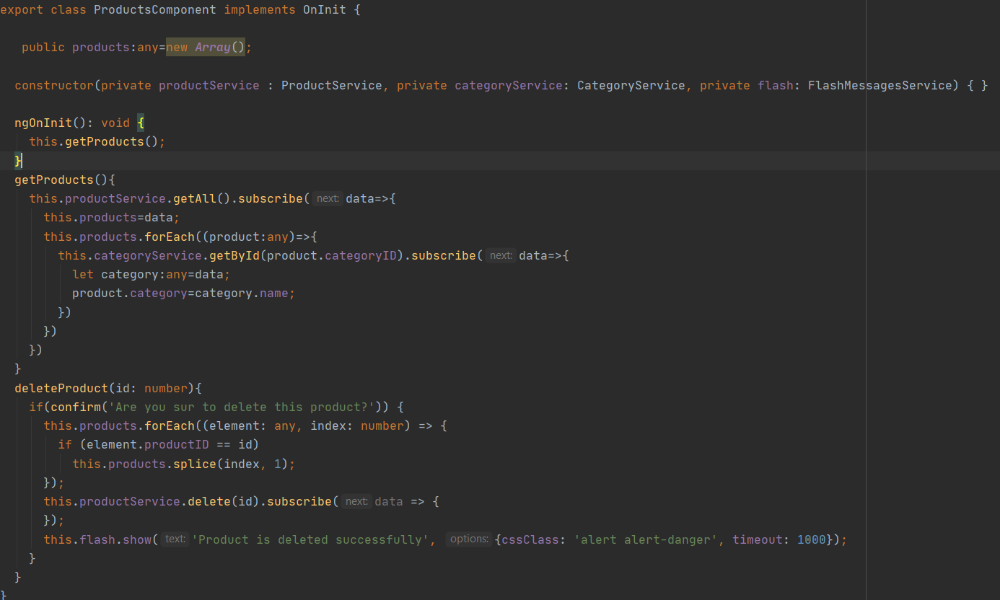 export class ProductsComponent implements OnInit {
public products:any=new Array();
constructor(private productService : ProductService, private categoryService: CategoryService, private flash: FlashMessagesService) { }
ngOnInit(): void {
this.getProducts();
}
getProducts(){
this.productService.getAll().subscribe( next: data=>{
this.products=data;
this.products.forEach((product:any)=>{
this.categoryService.getById(product.categoryID).subscribe( next: data=>{
let category:any=data;
product.category=category.name;
})
})
})
}
deleteProduct(id: number){
if(confirm('Are you sur to delete this product?')) {
this.products.forEach((element: any, index: number) => {
if (element.productID == id)
this.products.splice(index, 1);
});
this.productService.delete(id).subscribe( next: data => {
});
this.flash.show( text: 'Product is deleted successfully', options: {cssClass: 'alert alert-danger', timeout: 1000});
}
}
}